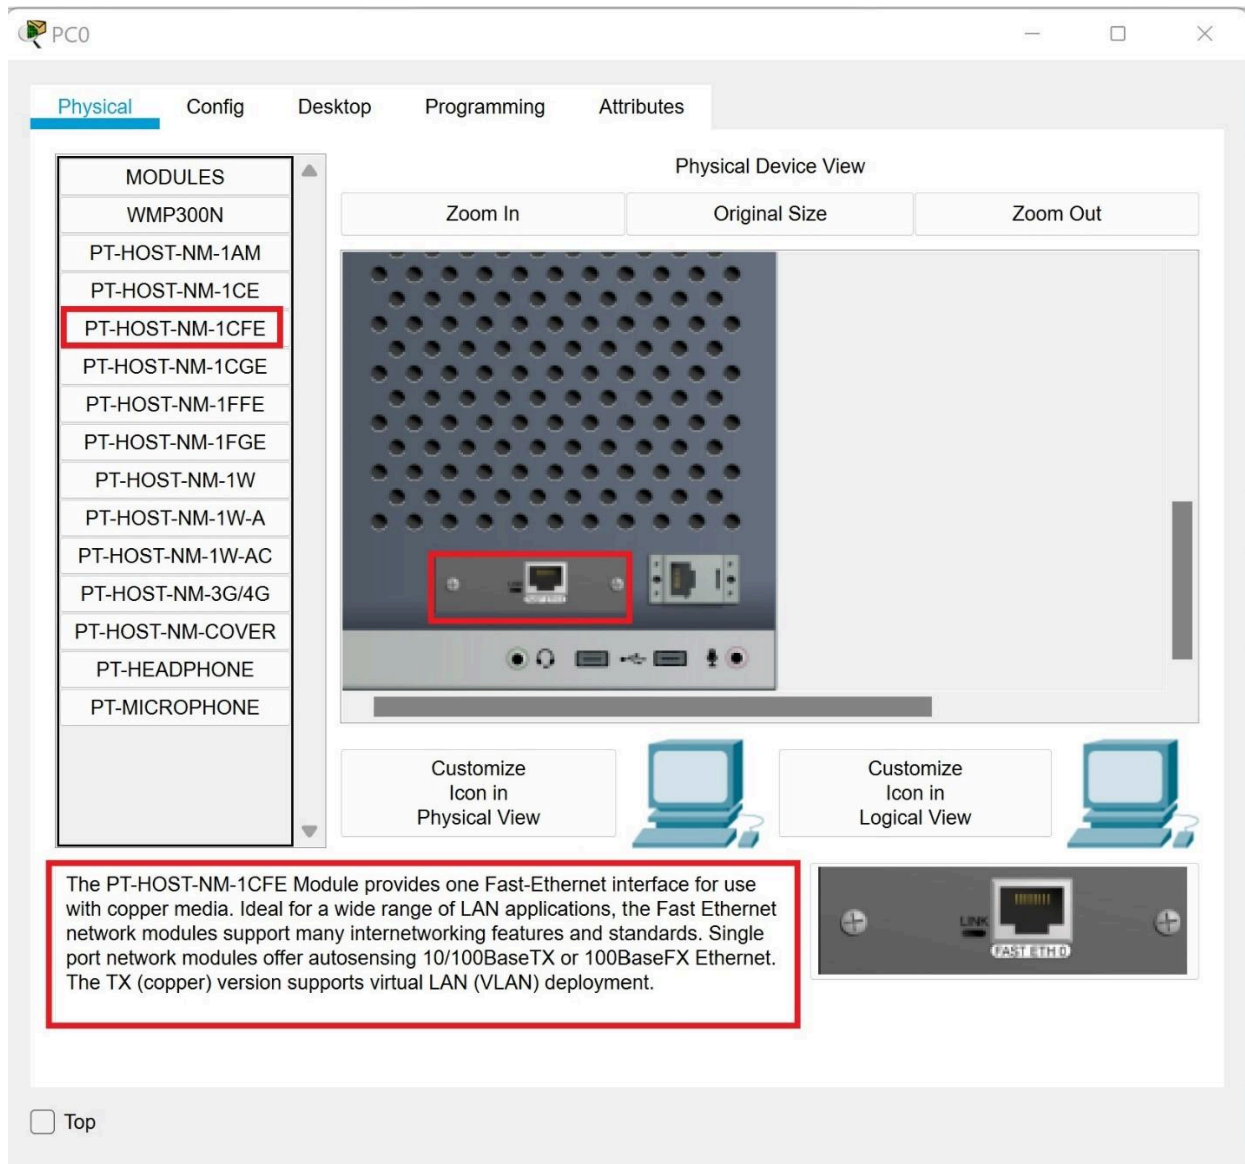 PC0
Physical
Config
Desktop
Programming
Attributes
MODULES
WMP300N
PT-HOST-NM-1AM
PT-HOST-NM-1CE
PT-HOST-NM-1CFE
PT-HOST-NM-1CGE
PT-HOST-NM-1FFE
PT-HOST-NM-1FGE
PT-HOST-NM-1W
PT-HOST-NM-1W-A
PT-HOST-NM-1W-AC
PT-HOST-NM-3G/4G
PT-HOST-NM-COVER
PT-HEADPHONE
PT-MICROPHONE
Physical Device View
Zoom In
Original Size
Zoom Out
LINK
FAST ETH 0
Customize
Icon in
Physical View
Customize
Icon in
Logical View
The PT-HOST-NM-1CFE Module provides one Fast-Ethernet interface for use
with copper media. Ideal for a wide range of LAN applications, the Fast Ethernet
network modules support many internetworking features and standards. Single
port network modules offer autosensing 10/100BaseTX or 100BaseFX Ethernet.
The TX (copper) version supports virtual LAN (VLAN) deployment.
LINK
FAST ETH 0
Top